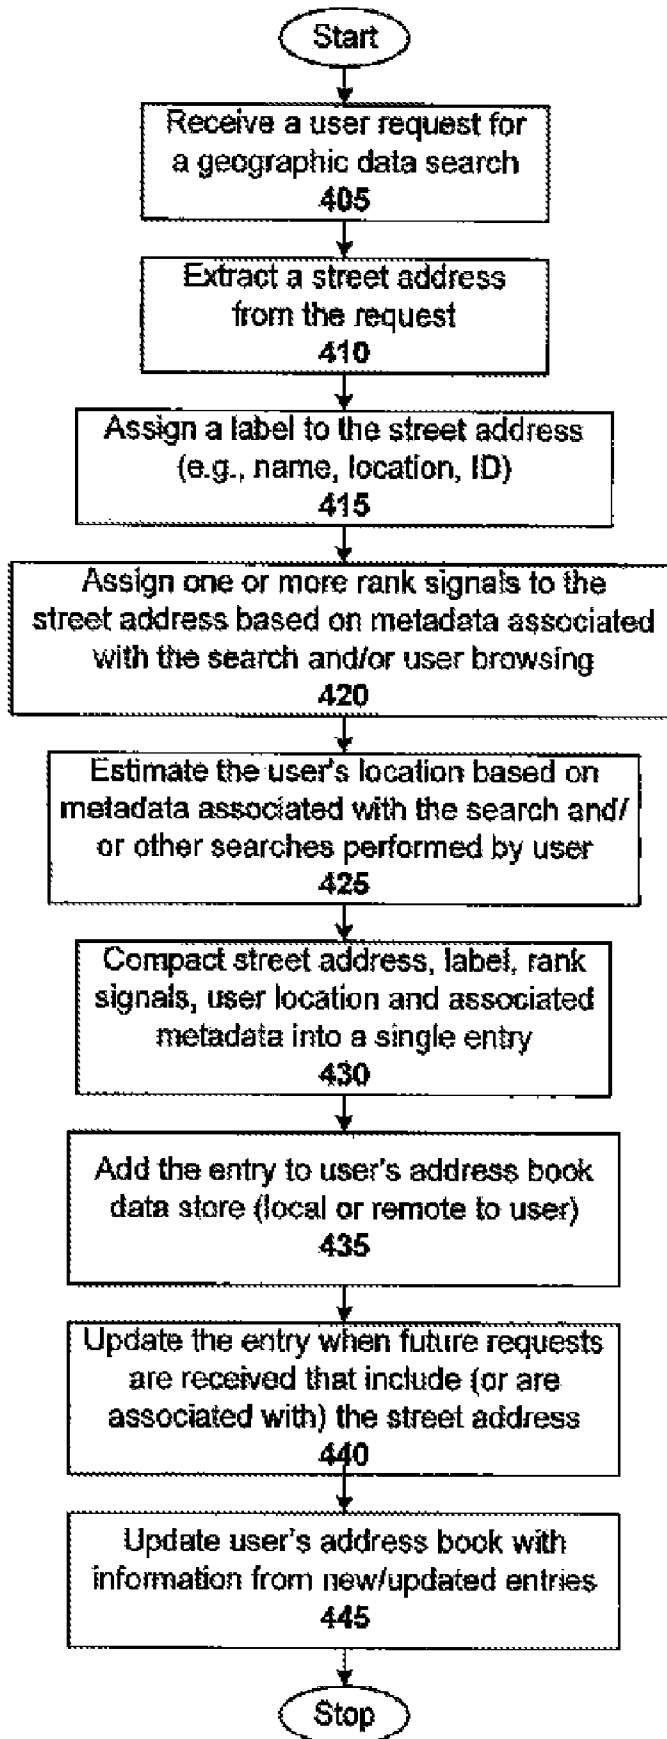 Start
Receive a user request for
a geographic data search
405
Extract a street address
from the request
410
Assign a label to the street address
(e.g., name, location, ID)
415
Assign one or more rank signals to the
street address based on metadata associated
with the search and/or user browsing
420
Estimate the user's location based on
metadata associated with the search and/
or other searches performed by user
425
Compact street address, label, rank
signals, user location and associated
metadata into a single entry
430
Add the entry to user's address book
data store (local or remote to user)
435
Update the entry when future requests
are received that include (or are
associated with) the street address
440
Update user's address book with
information from new/updated entries
445
Stop